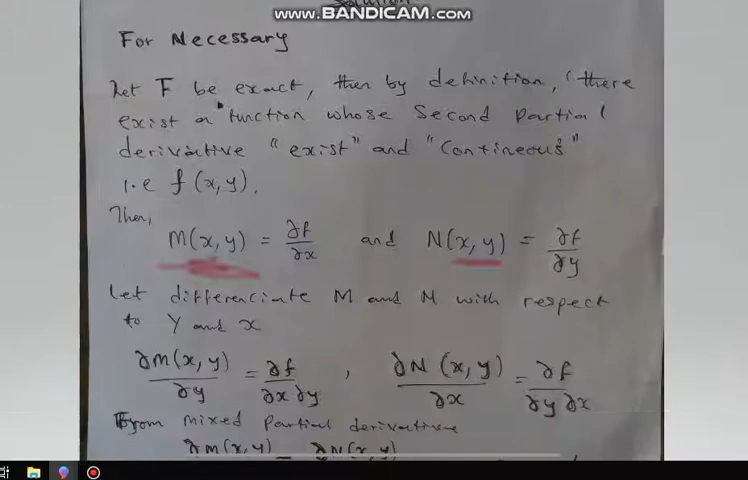 www.BANDICAM.com
For Necessary
Let F be exact, then by definition, "there
exist a function whose Second Partial
derivative "exist" and "Contineous"
i.e f(x,y).
Then,
M(x,y) = ∂f/∂x and N(x,y) = ∂f/∂y
Let differenciate M and N with respect
to Y and x
∂M(x,y)/∂y = ∂f/∂x∂y , ∂N(x,y)/∂x = ∂f/∂y∂x
From mixed Partial derivative
∂M(x,y) = ∂N(x,y)